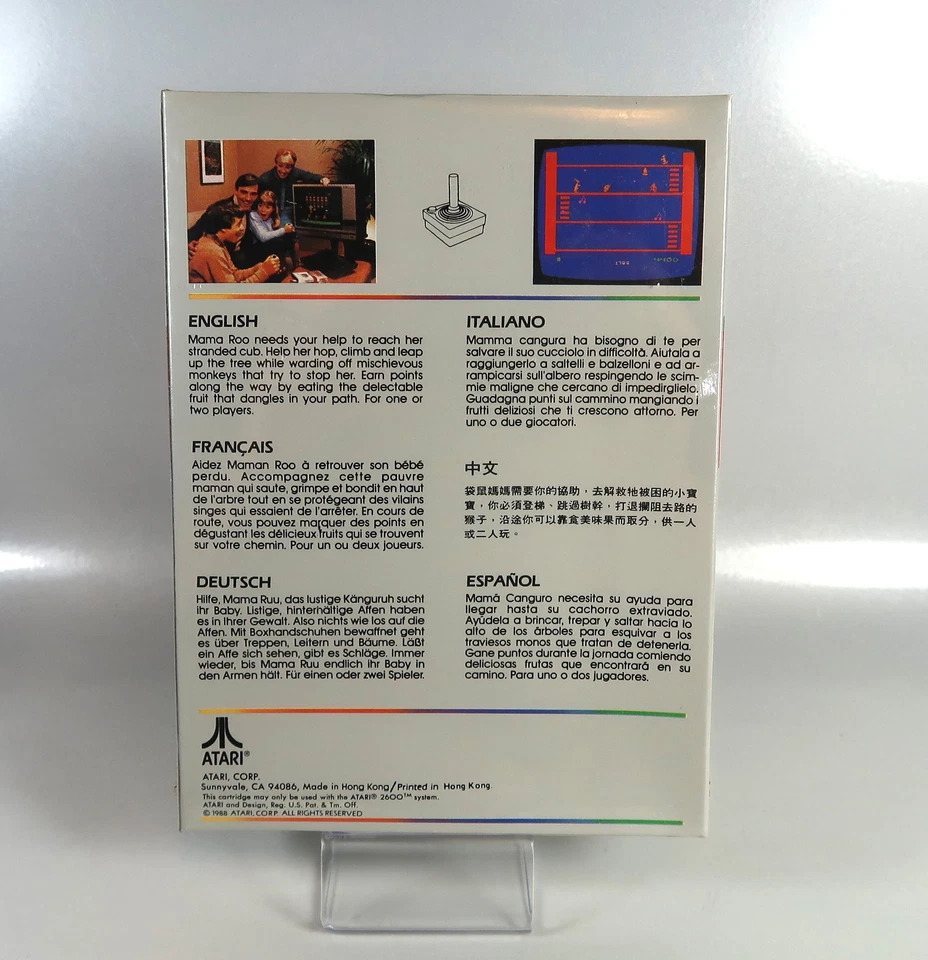 ENGLISH
Mama Roo needs your help to reach her
stranded cub. Help her hop, climb and leap
up the tree while warding off mischievous
monkeys that try to stop her. Earn points
along the way by eating the delectable
fruit that dangles in your path. For one or
two players.
FRANÇAIS
Aidez Maman Roo à retrouver son bébé
perdu. Accompagnez cette pauvre
maman qui saute, grimpe et bondit en haut
de l'arbre tout en se protégeant des vilains
singes qui essaient de l'arrêter. En cours de
route, vous pouvez marquer des points en
dégustant les délicieux fruits qui se trouvent
sur votre chemin. Pour un ou deux joueurs.
DEUTSCH
Hilfe, Mama Ruu, das lustige Känguruh sucht
ihr Baby. Listige, hinterhältige Affen haben
es in Ihrer Gewalt. Also nichts wie los auf die
Affen. Mit Boxhandschuhen bewaffnet geht
es über Treppen, Leitern und Bäume. Läßt
ein Affe sich sehen, gibt es Schläge. Immer
wieder, bis Mama Ruu endlich ihr Baby in
den Armen hält. Für einen oder zwei Spieler.
ITALIANO
Mamma cangura ha bisogno di te per
salvare il suo cucciolo in difficoltà. Aiutala a
raggiungerlo a saltelli e balzelloni e ad ar-
rampicarsi sull'albero respingendo le scim-
mie maligne che cercano di impedirglielo.
Guadagna punti sul cammino mangiando i
frutti deliziosi che ti crescono attorno. Per
uno o due giocatori.
中文
袋鼠媽媽需要你的協助，去解救牠被困的小寶
寶，你必須登梯、跳過樹幹，打退攔阻去路的
猴子，沿途你可以靠食美味果而取分，供一人
或二人玩。
ESPAÑOL
Mamá Canguro necesita su ayuda para
llegar hasta su cachorro extraviado.
Ayúdela a brincar, trepar y saltar hacia lo
alto de los árboles para esquivar a los
traviesos monos que tratan de detenerla.
Gane puntos durante la jornada comiendo
deliciosas frutas que encontrará en su
camino. Para uno o dos jugadores.
ATARI®
ATARI, CORP.
Sunnyvale, CA 94086, Made in Hong Kong/Printed in Hong Kong.
This cartridge may only be used with the ATARI® 2600™ system.
ATARI and Design, Reg. U.S. Pat. & Tm. Off.
© 1988 ATARI, CORP. ALL RIGHTS RESERVED